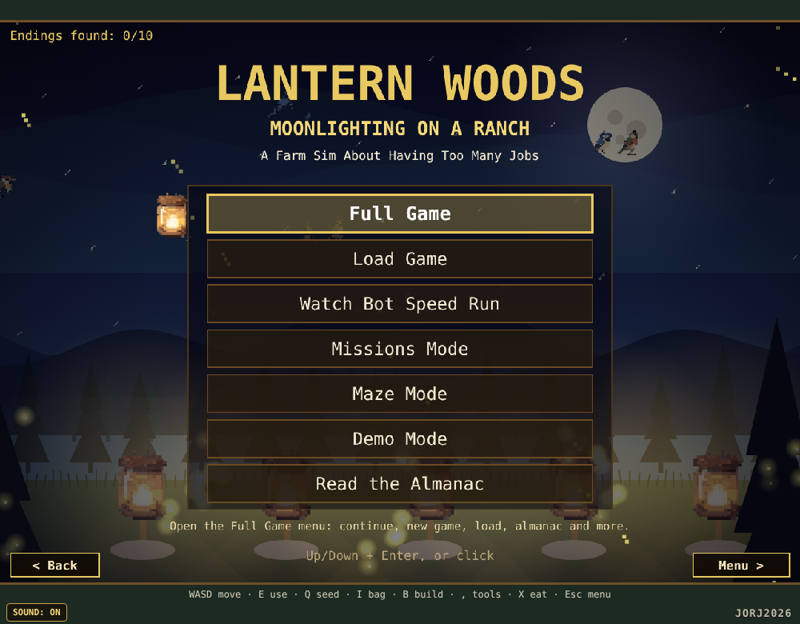 Endings found: 0/10
LANTERN WOODS
MOONLIGHTING ON A RANCH
A Farm Sim About Having Too Many Jobs
Full Game
Load Game
Watch Bot Speed Run
Missions Mode
Maze Mode
Demo Mode
Read the Almanac
Open the Full Game menu: continue, new game, load, almanac and more.
Up/Down + Enter, or click
< Back
Menu >
WASD move · E use · Q seed · I bag · B build · , tools · X eat · Esc menu
SOUND: ON
JORJ2026